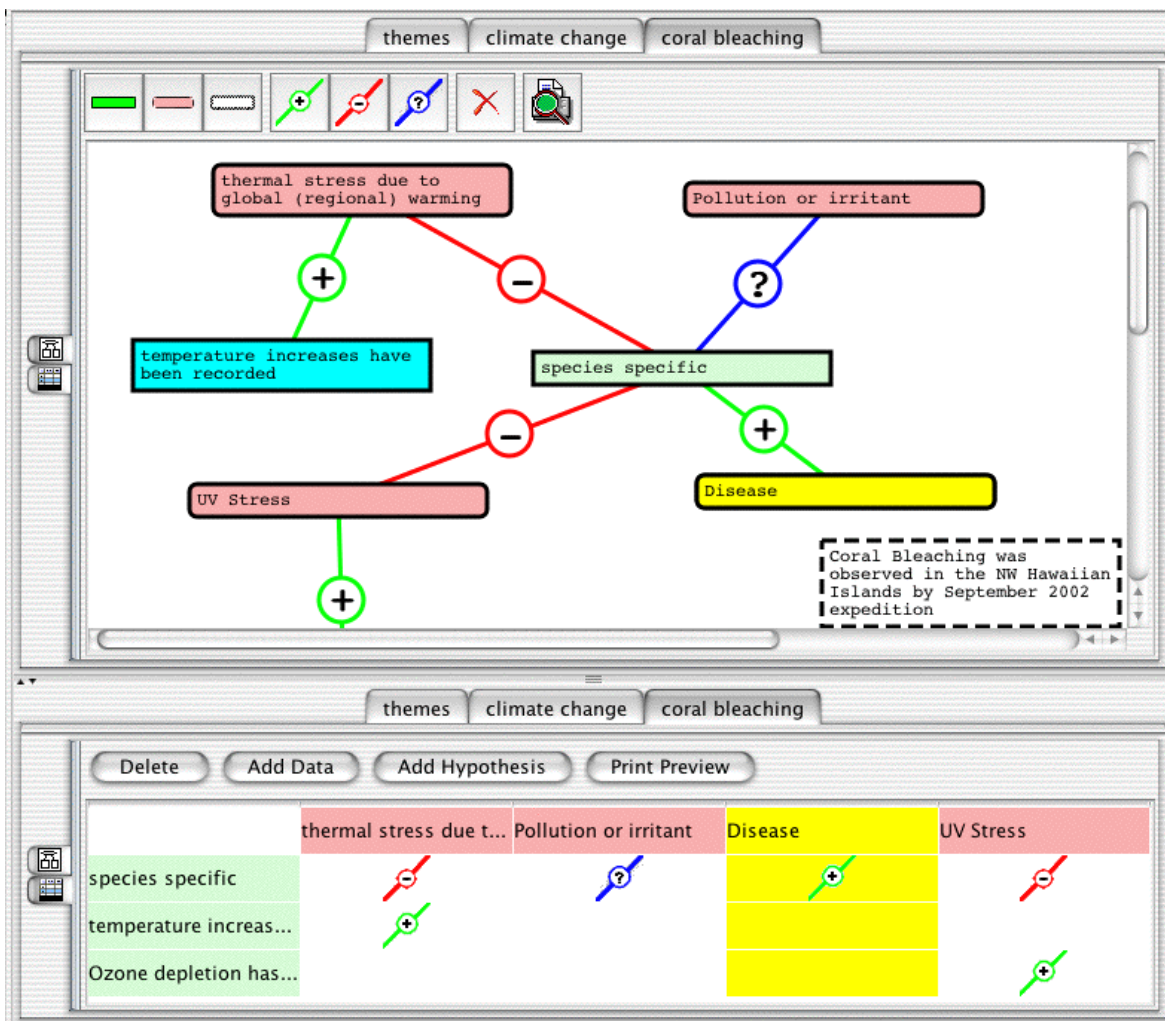 themes climate change coral bleaching
+ − ?
thermal stress due to
global (regional) warming
Pollution or irritant
+
−
?
temperature increases have
been recorded
species specific
−
+
UV Stress
Disease
+
Coral Bleaching was
observed in the NW Hawaiian
Islands by September 2002
expedition
themes climate change coral bleaching
Delete Add Data Add Hypothesis Print Preview
thermal stress due t... Pollution or irritant Disease UV Stress
species specific − ? + −
temperature increas... +
Ozone depletion has... +